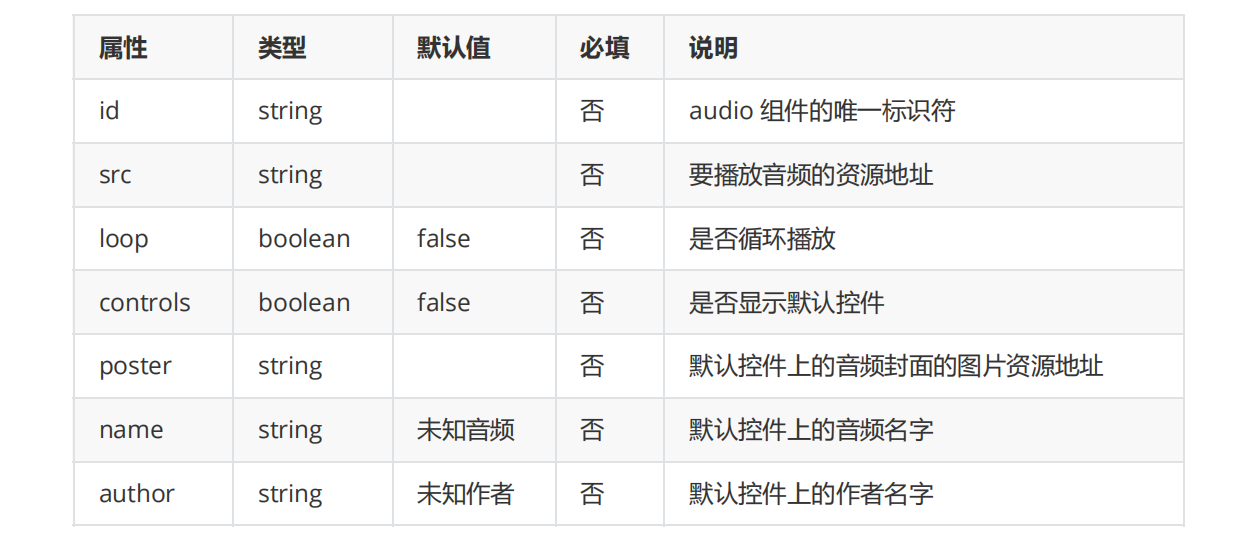 属性 类型 默认值 必填 说明
id string 否 audio 组件的唯一标识符
src string 否 要播放音频的资源地址
loop boolean false 否 是否循环播放
controls boolean false 否 是否显示默认控件
poster string 否 默认控件上的音频封面的图片资源地址
name string 未知音频 否 默认控件上的音频名字
author string 未知作者 否 默认控件上的作者名字